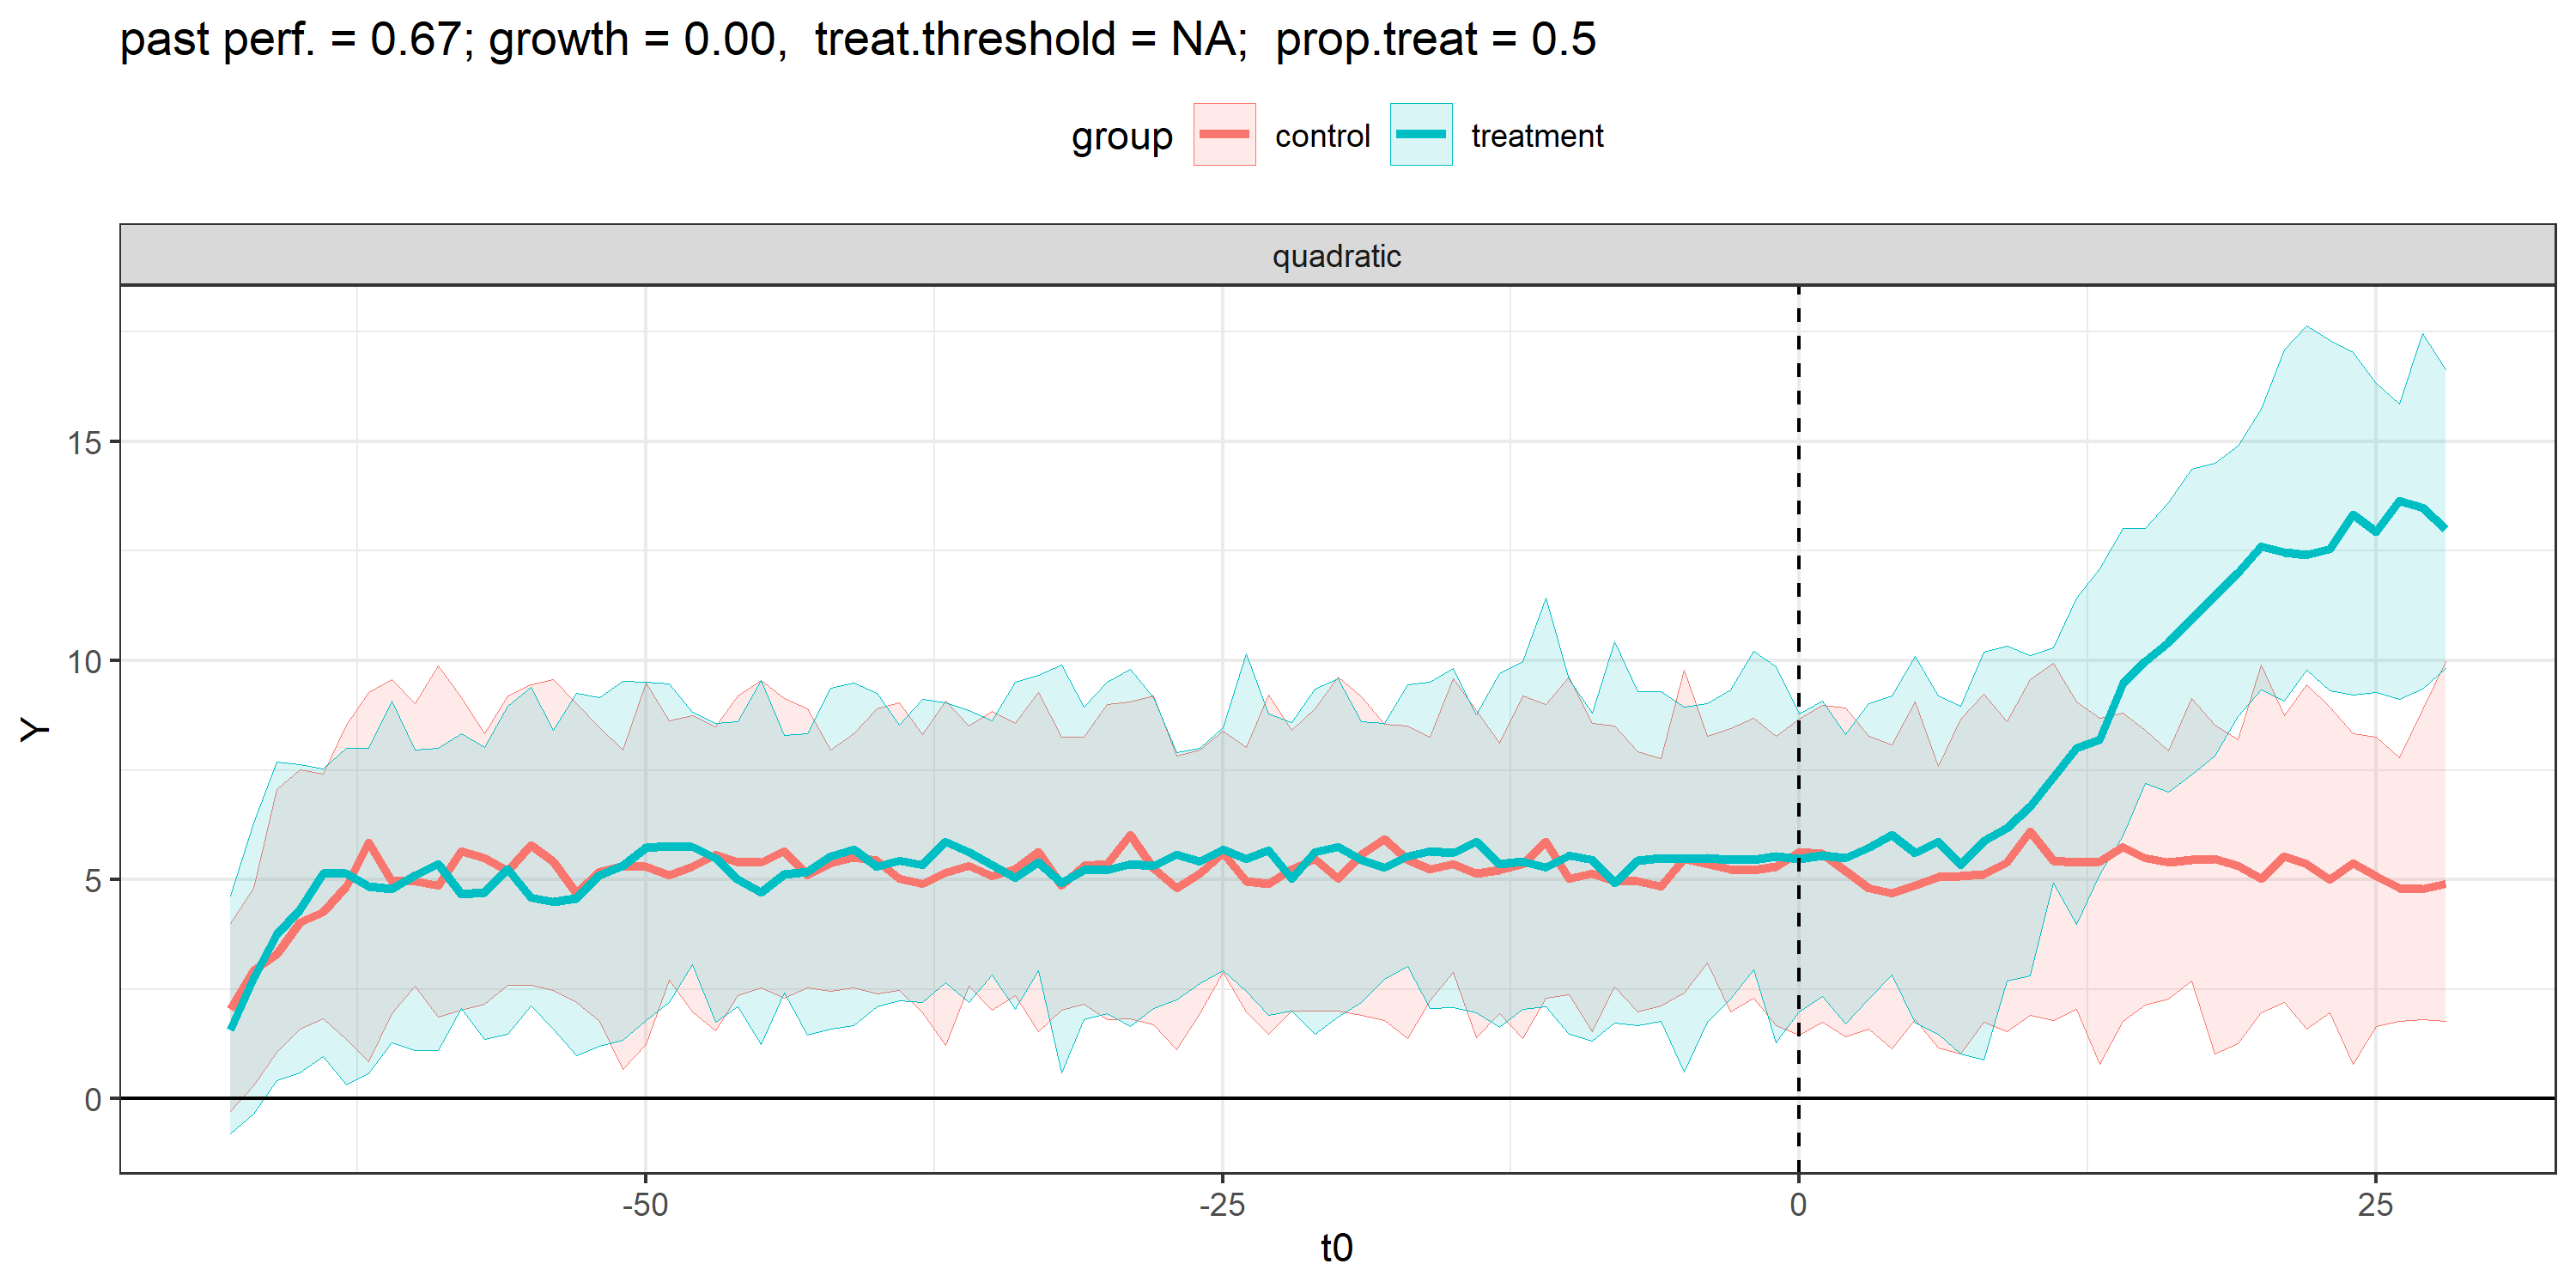 past perf. = 0.67; growth = 0.00,  treat.threshold = NA;  prop.treat = 0.5
group control treatment
quadratic
15
10
5
0
Y
-50 -25 0 25
t0